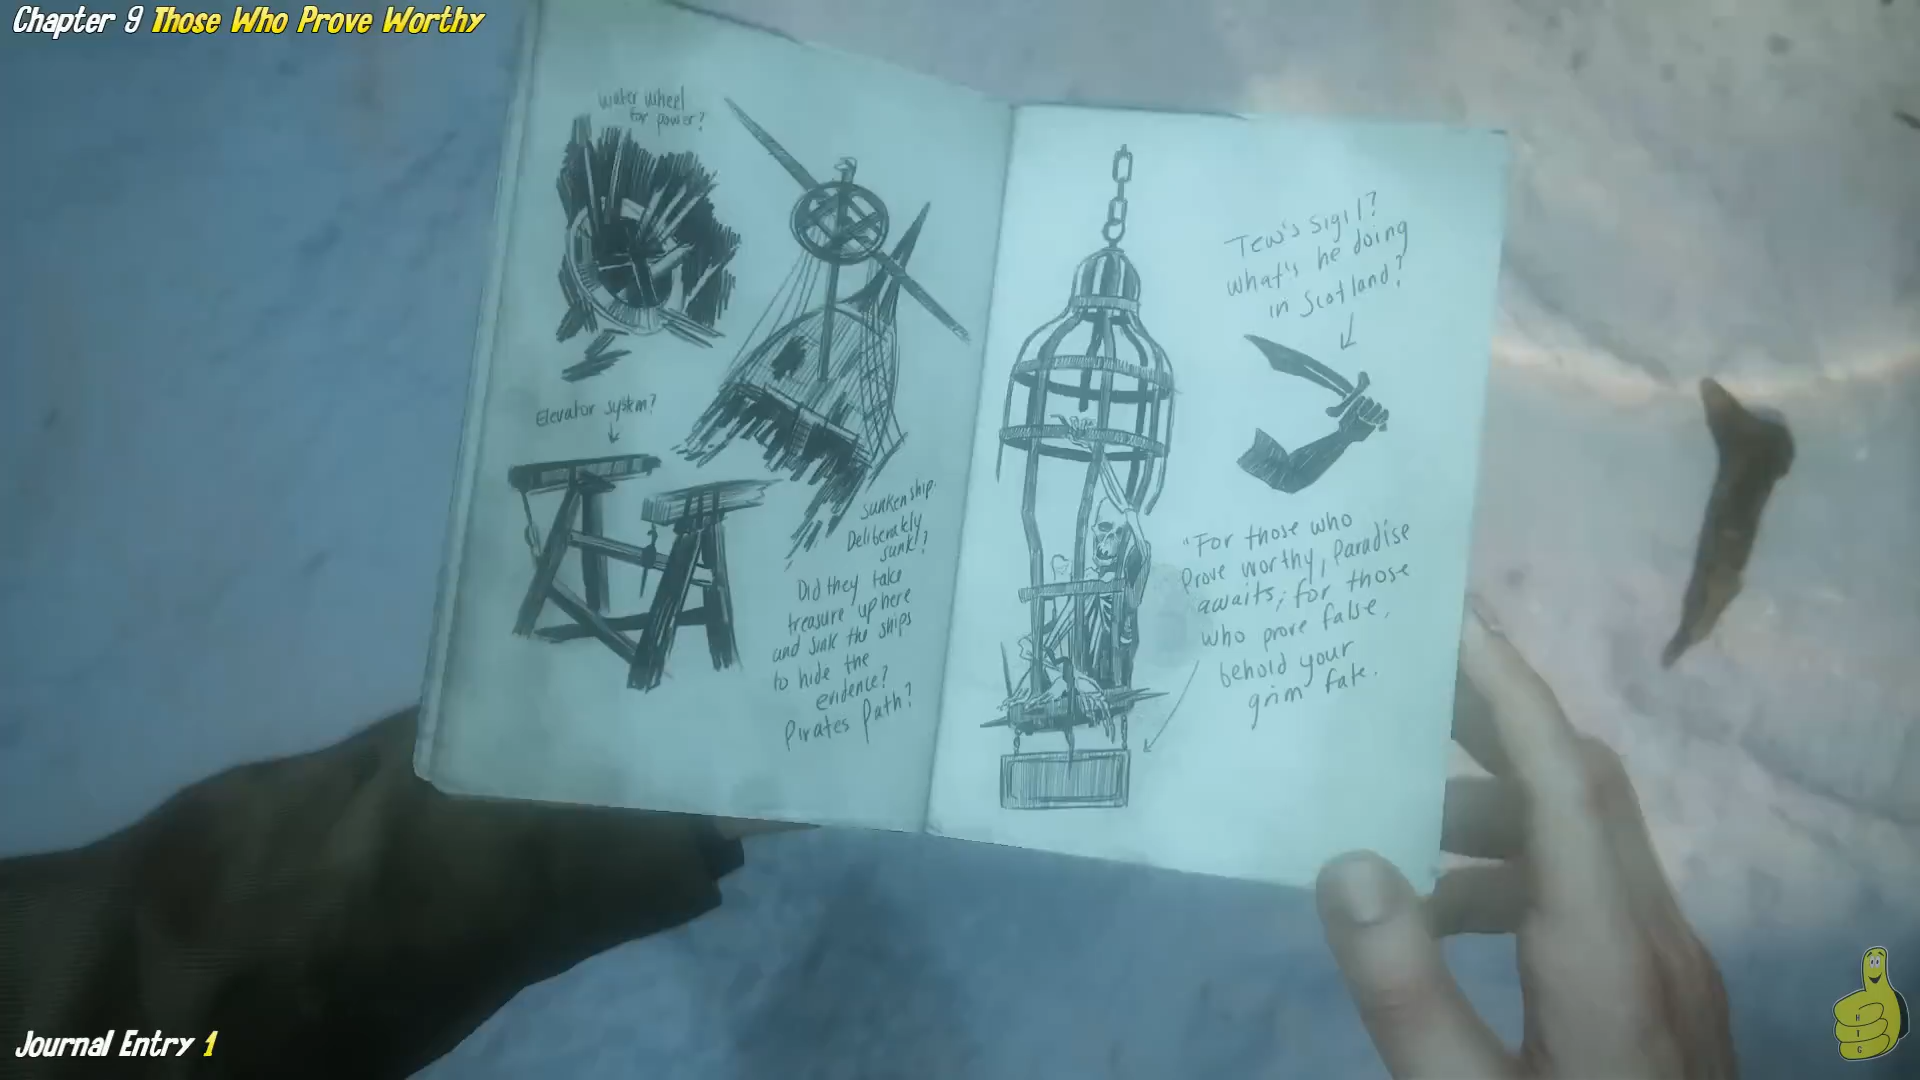 Chapter 9 Those Who Prove Worthy
water wheel
for power?
Elevator system?
sunken ship.
Deliberately
sunk?
Did they take
treasure up here
and sink the ships
to hide the
evidence?
Pirates Path?
Tew's sigil?
what's he doing
in Scotland?
"For those who
prove worthy, paradise
awaits; for those
who prove false,
behold your
grim fate.
Journal Entry 1
H
T
G